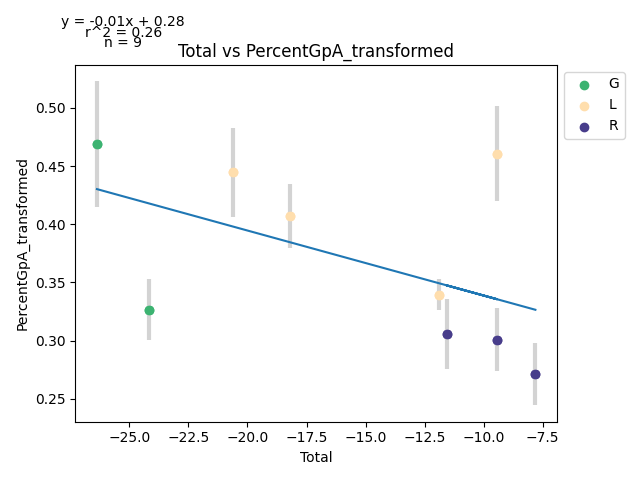 y = -0.01x + 0.28
r^2 = 0.26
n = 9
Total vs PercentGpA_transformed
G
L
R
PercentGpA_transformed
0.50
0.45
0.40
0.35
0.30
0.25
−25.0 −22.5 −20.0 −17.5 −15.0 −12.5 −10.0 −7.5
Total